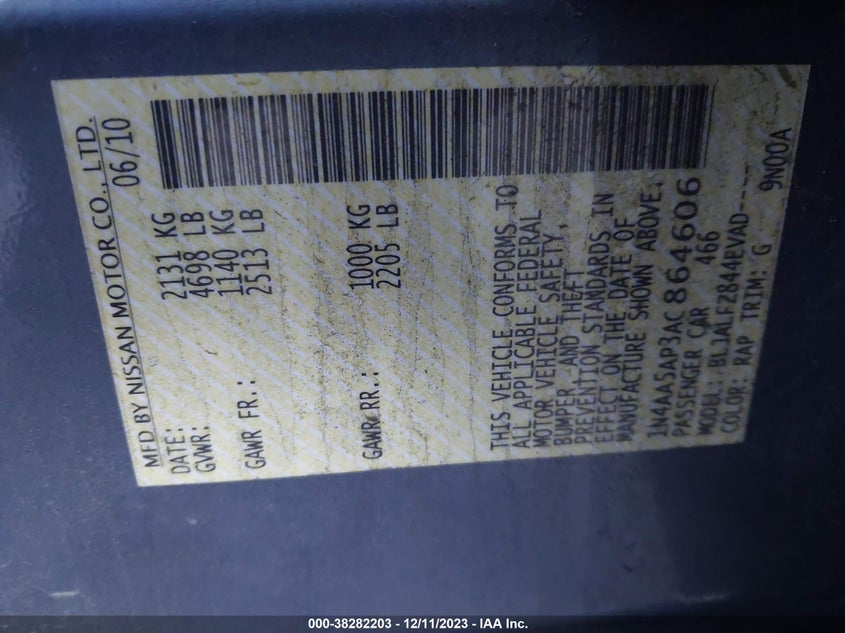 MFD BY NISSAN MOTOR CO., LTD.
DATE: 06/10
GVWR: 2131 KG
4698 LB
GAWR FR.: 1140 KG
2513 LB
GAWR RR.: 1000 KG
2205 LB
THIS VEHICLE CONFORMS TO
ALL APPLICABLE FEDERAL
MOTOR VEHICLE SAFETY,
BUMPER, AND THEFT
PREVENTION STANDARDS IN
EFFECT ON THE DATE OF
MANUFACTURE SHOWN ABOVE.
1N4AA5AP3AC864606
PASSENGER CAR 466
MODEL: BLJALFZ844EVAD----
COLOR: RAP TRIM: G 9N00A
000-38282203 - 12/11/2023 - IAA Inc.